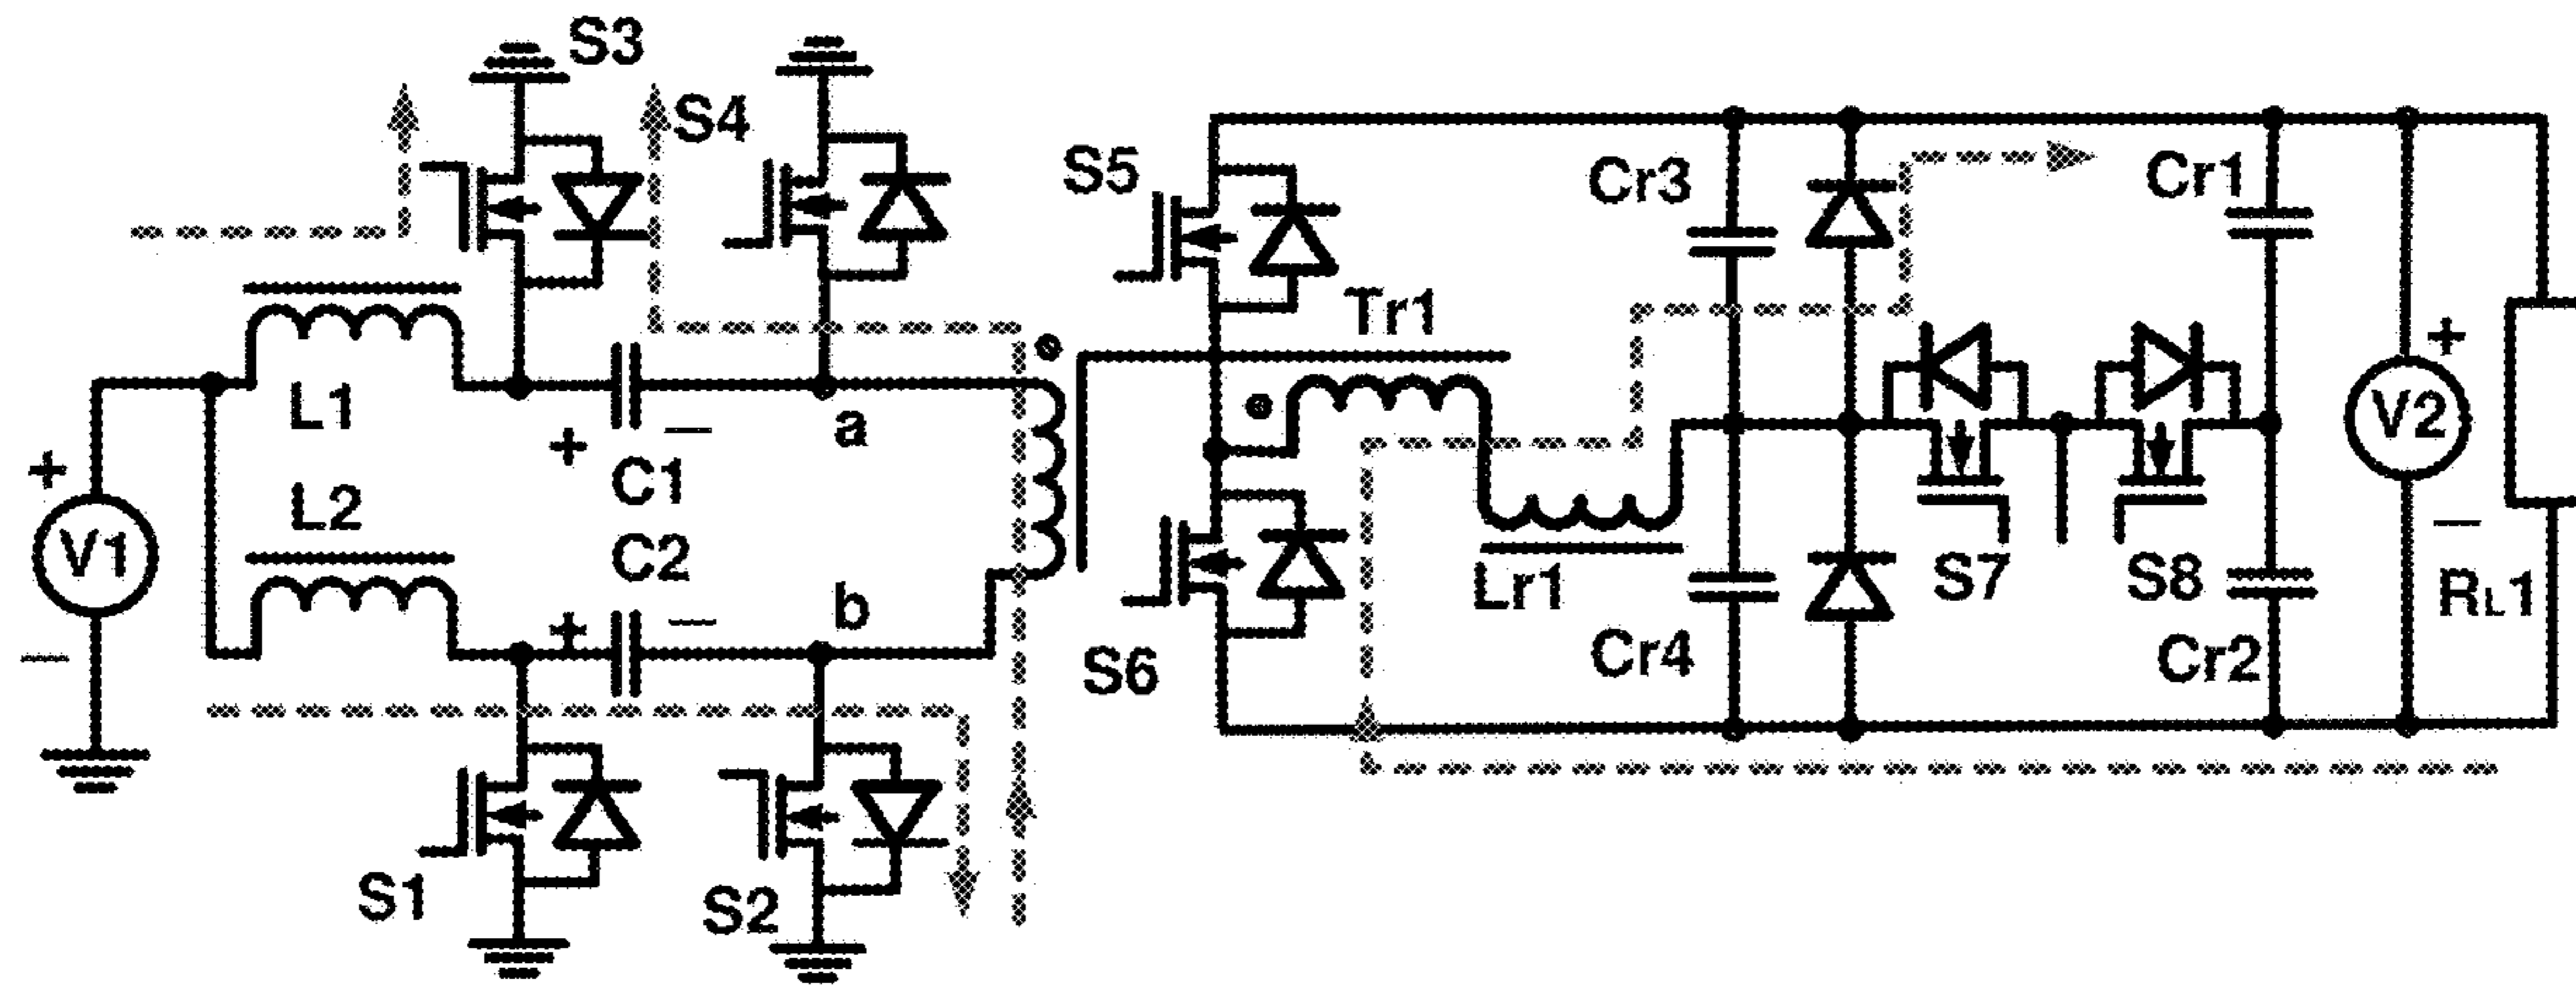 S3
S4
S5
Cr3
Cr1
Tr1
L1
+
−
a
C1
+
V1
−
L2
C2
+
−
b
S6
Lr1
Cr4
S7
S8
Cr2
+
V2
−
RL1
S1
S2